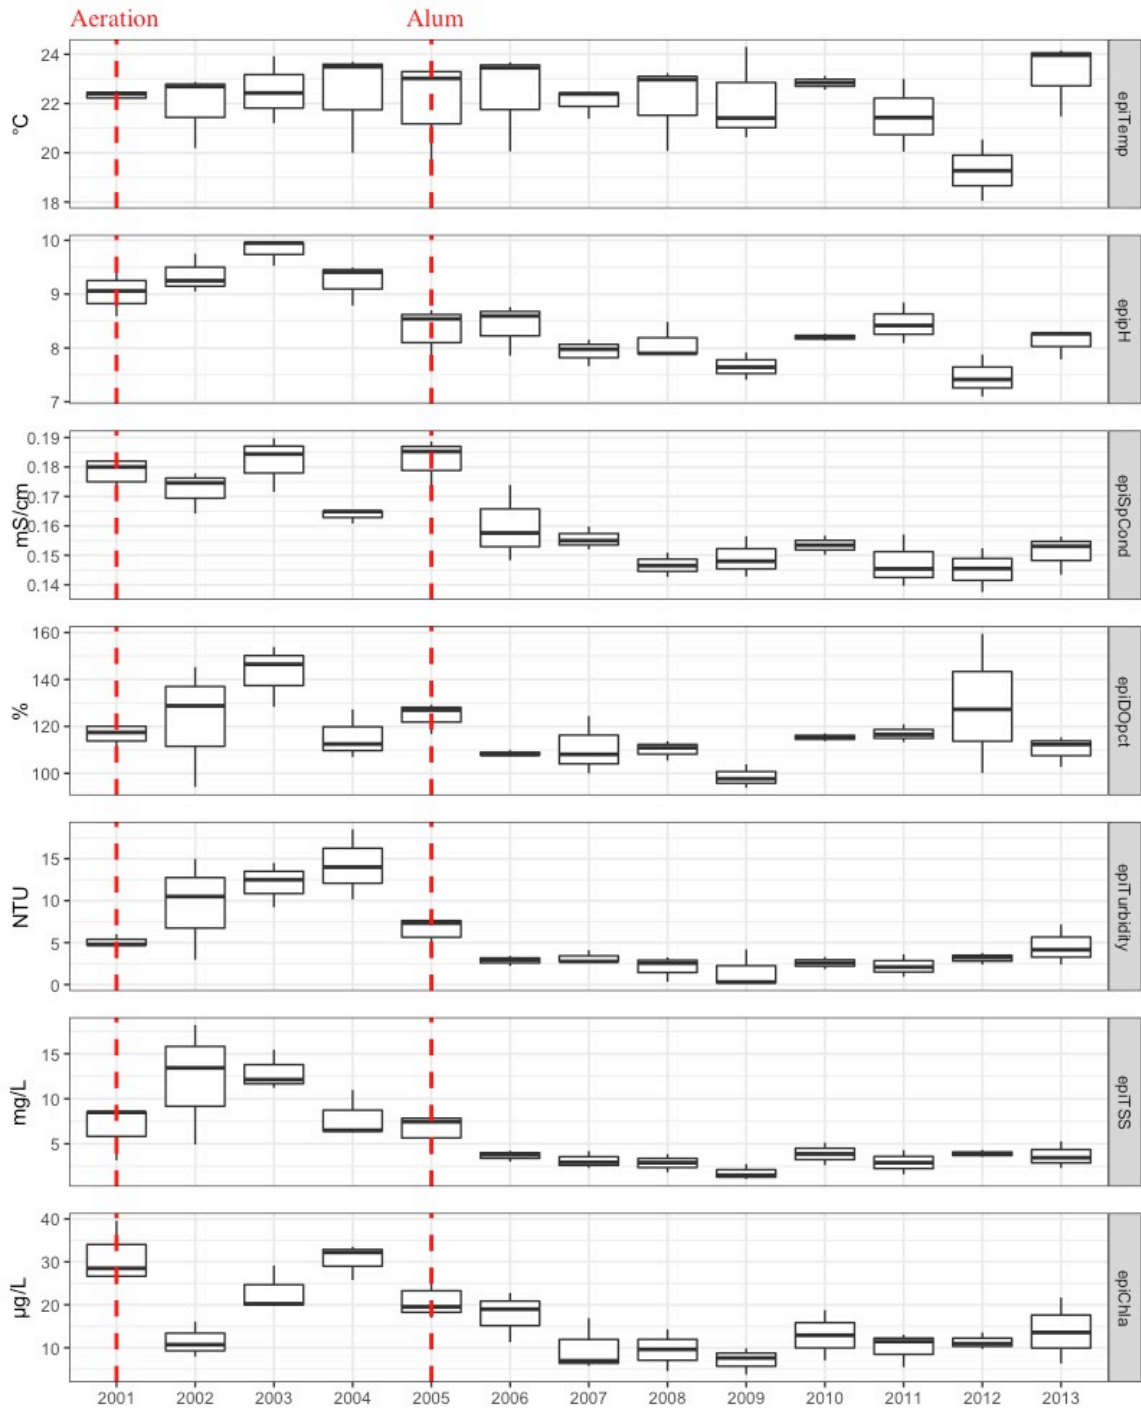 Aeration Alum
24
22
20
18
°C
epiTemp
10
9
8
7
epipH
0.19
0.18
0.17
0.16
0.15
0.14
mS/cm
epiSpCond
160
140
120
100
%
epiDOpct
15
10
5
0
NTU
epiTurbidity
15
10
5
mg/L
epiTSS
40
30
20
10
µg/L
epiChla
2001 2002 2003 2004 2005 2006 2007 2008 2009 2010 2011 2012 2013